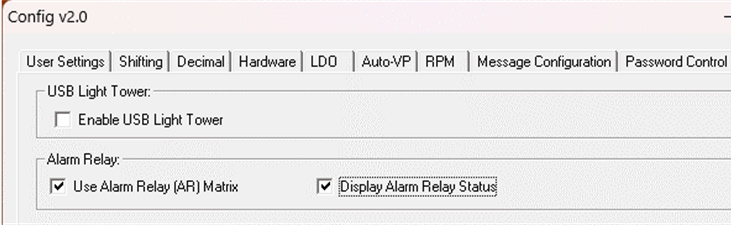 Config v2.0
User Settings Shifting Decimal Hardware LDO Auto-VP RPM Message Configuration Password Control
USB Light Tower:
Enable USB Light Tower
Alarm Relay:
Use Alarm Relay (AR) Matrix Display Alarm Relay Status